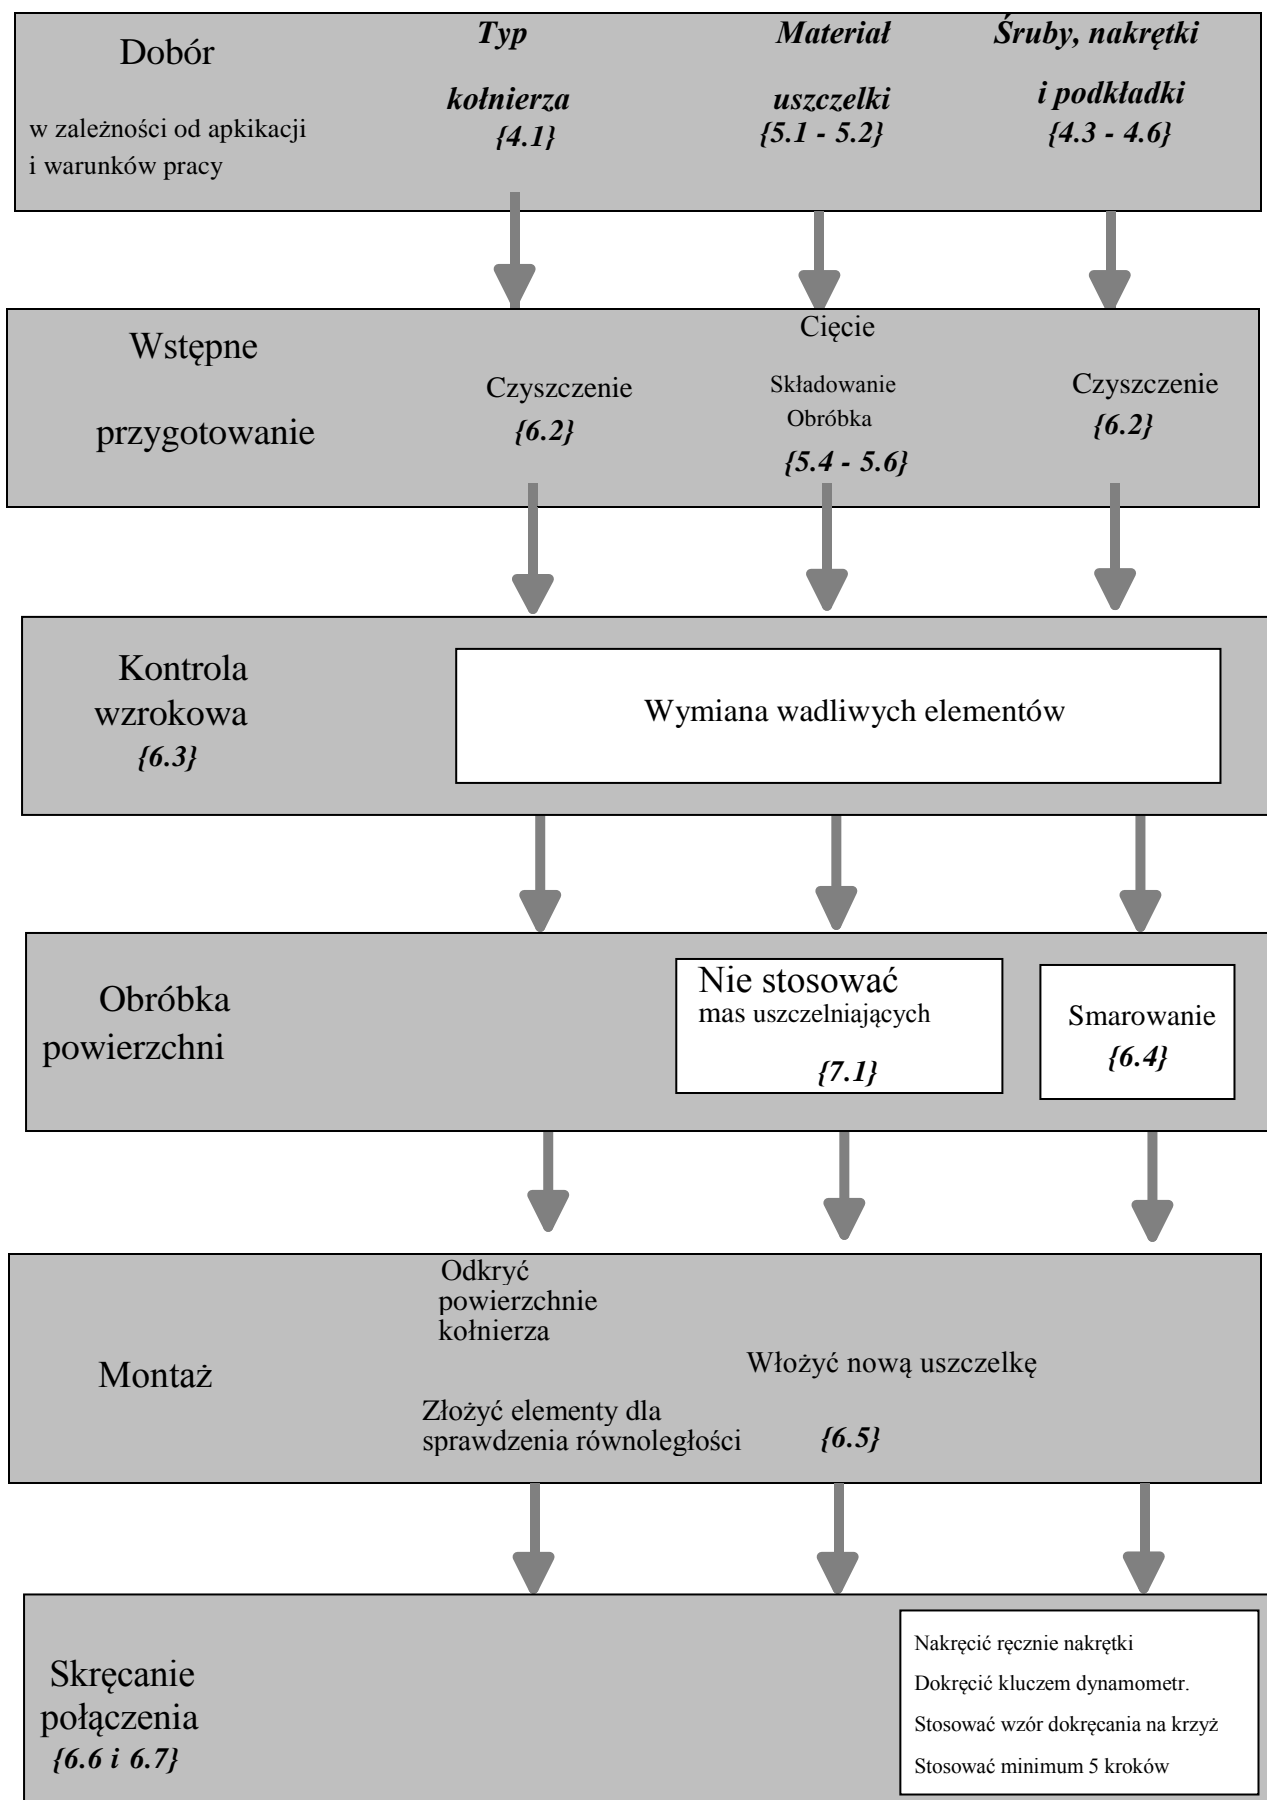 Dobór
w zależności od apkikacji
i warunków pracy
Typ
kołnierza
{4.1}
Materiał
uszczelki
{5.1 - 5.2}
Śruby, nakrętki
i podkładki
{4.3 - 4.6}
Wstępne
przygotowanie
Czyszczenie
{6.2}
Cięcie
Składowanie
Obróbka
{5.4 - 5.6}
Czyszczenie
{6.2}
Kontrola
wzrokowa
{6.3}
Wymiana wadliwych elementów
Obróbka
powierzchni
Nie stosować
mas uszczelniających
{7.1}
Smarowanie
{6.4}
Montaż
Odkryć
powierzchnie
kołnierza
Złożyć elementy dla
sprawdzenia równoległości
Włożyć nową uszczelkę
{6.5}
Skręcanie
połączenia
{6.6 i 6.7}
Nakręcić ręcznie nakrętki
Dokręcić kluczem dynamometr.
Stosować wzór dokręcania na krzyż
Stosować minimum 5 kroków